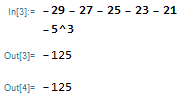 In[3]:= -29 - 27 - 25 - 23 - 21
-5^3
Out[3]= -125
Out[4]= -125